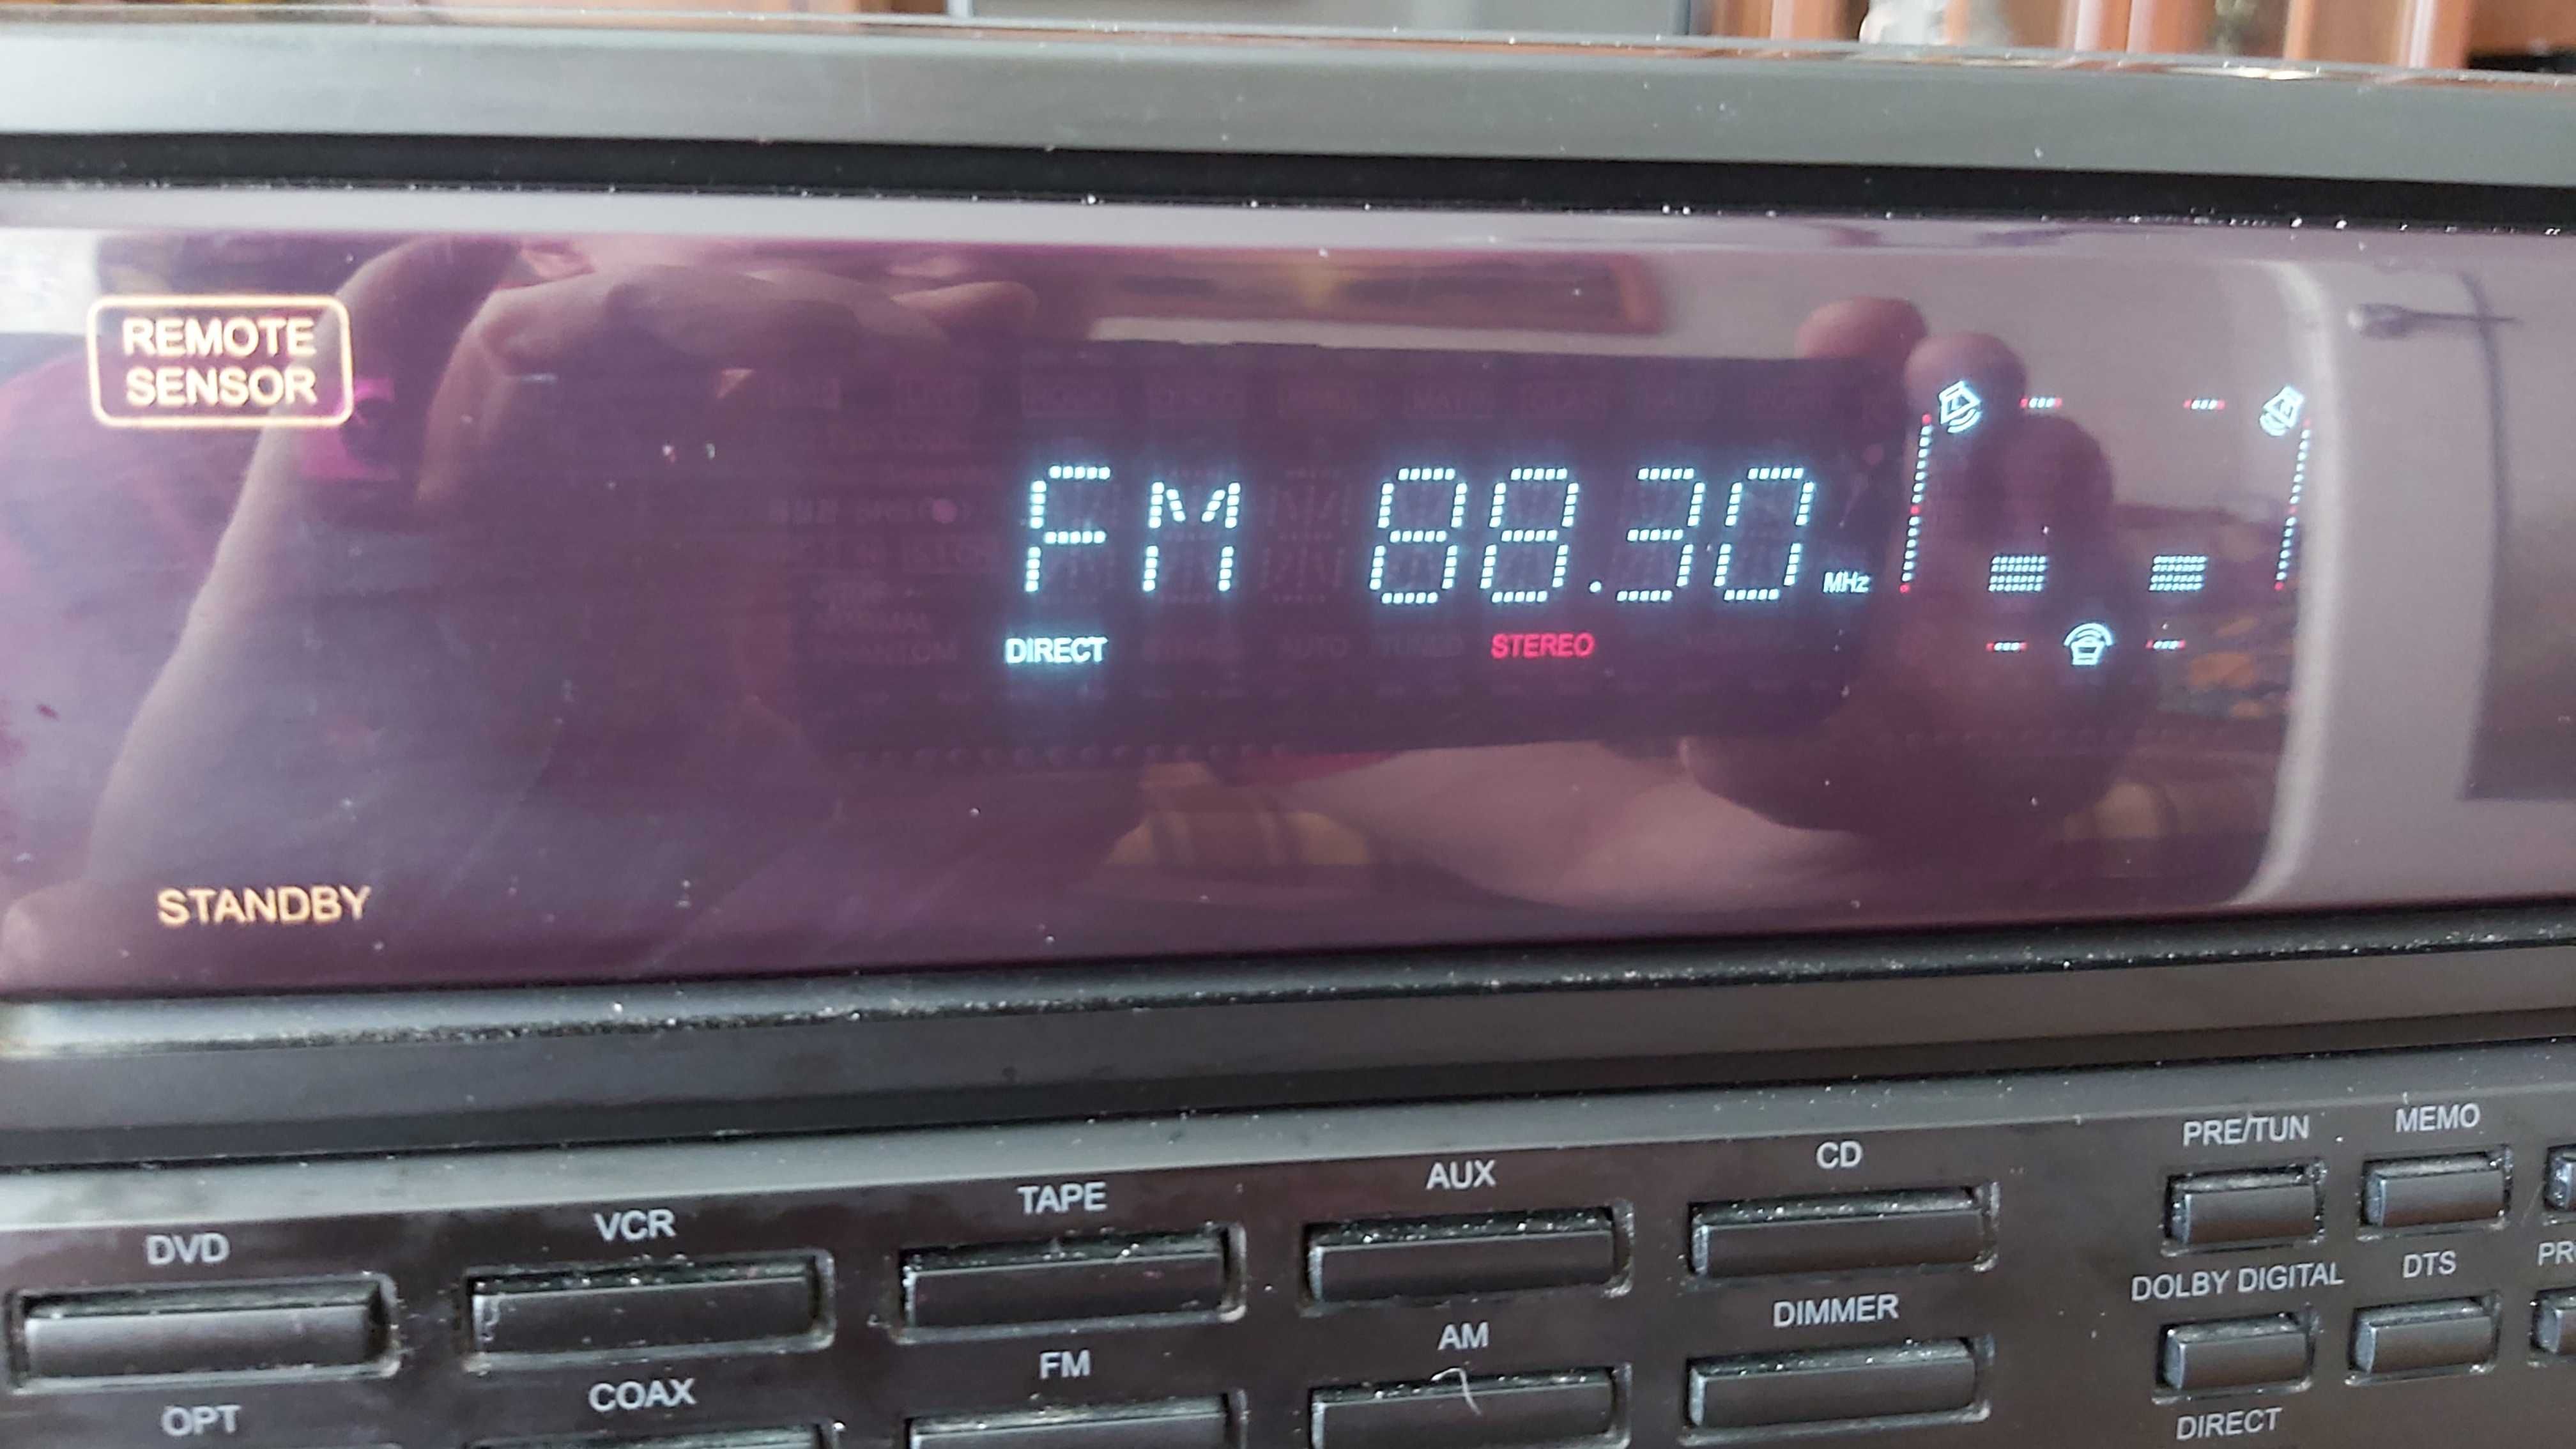 REMOTE
SENSOR
FM 88.30 MHz
DIRECT STEREO
STANDBY
DVD VCR TAPE AUX CD PRE/TUN MEMO
OPT COAX FM AM DIMMER DOLBY DIGITAL DTS
DIRECT